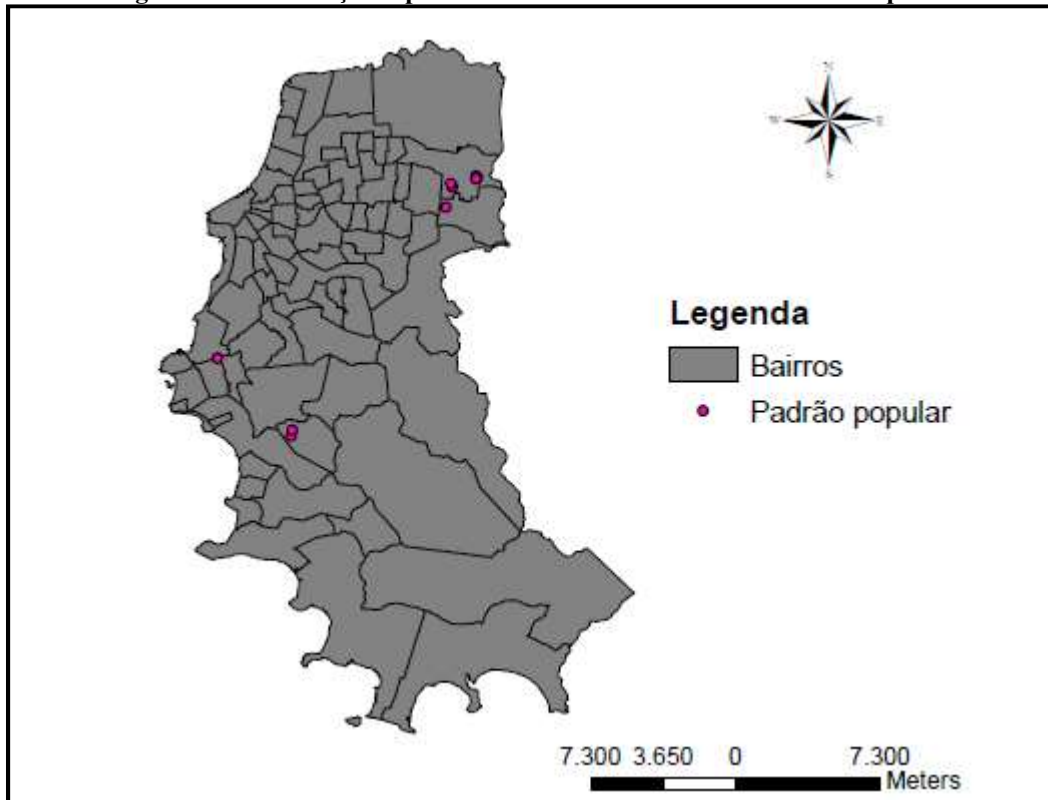 N
W
E
S
Legenda
Bairros
Padrão popular
7.300 3.650 0 7.300
Meters